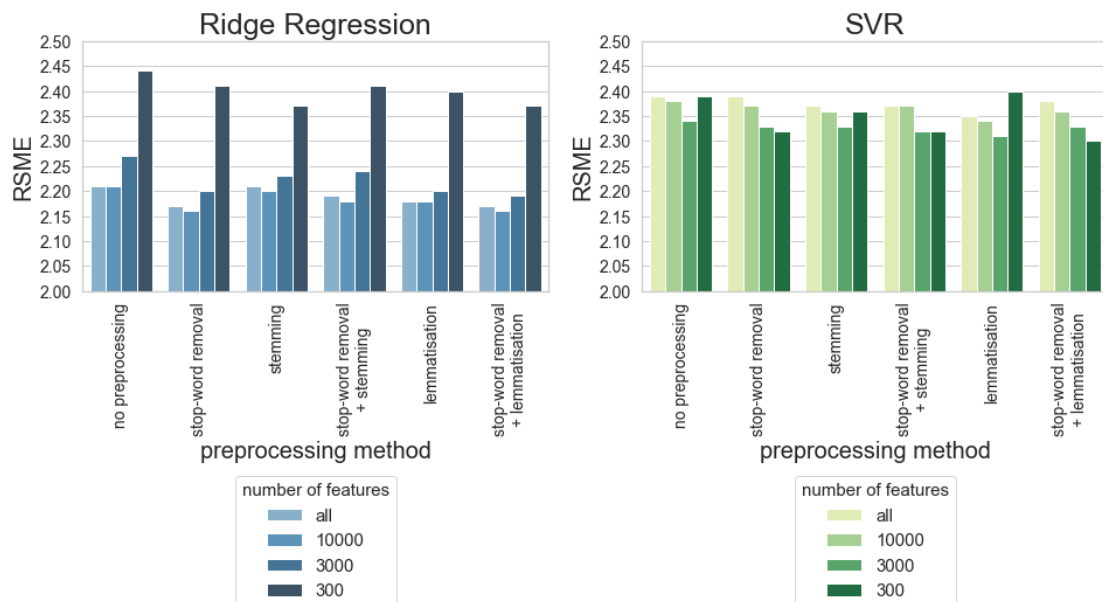 Ridge Regression
RSME
2.50
2.45
2.40
2.35
2.30
2.25
2.20
2.15
2.10
2.05
2.00
no preprocessing
stop-word removal
stemming
stop-word removal
+ stemming
lemmatisation
stop-word removal
+ lemmatisation
preprocessing method
number of features
all
10000
3000
300
SVR
RSME
2.50
2.45
2.40
2.35
2.30
2.25
2.20
2.15
2.10
2.05
2.00
no preprocessing
stop-word removal
stemming
stop-word removal
+ stemming
lemmatisation
stop-word removal
+ lemmatisation
preprocessing method
number of features
all
10000
3000
300